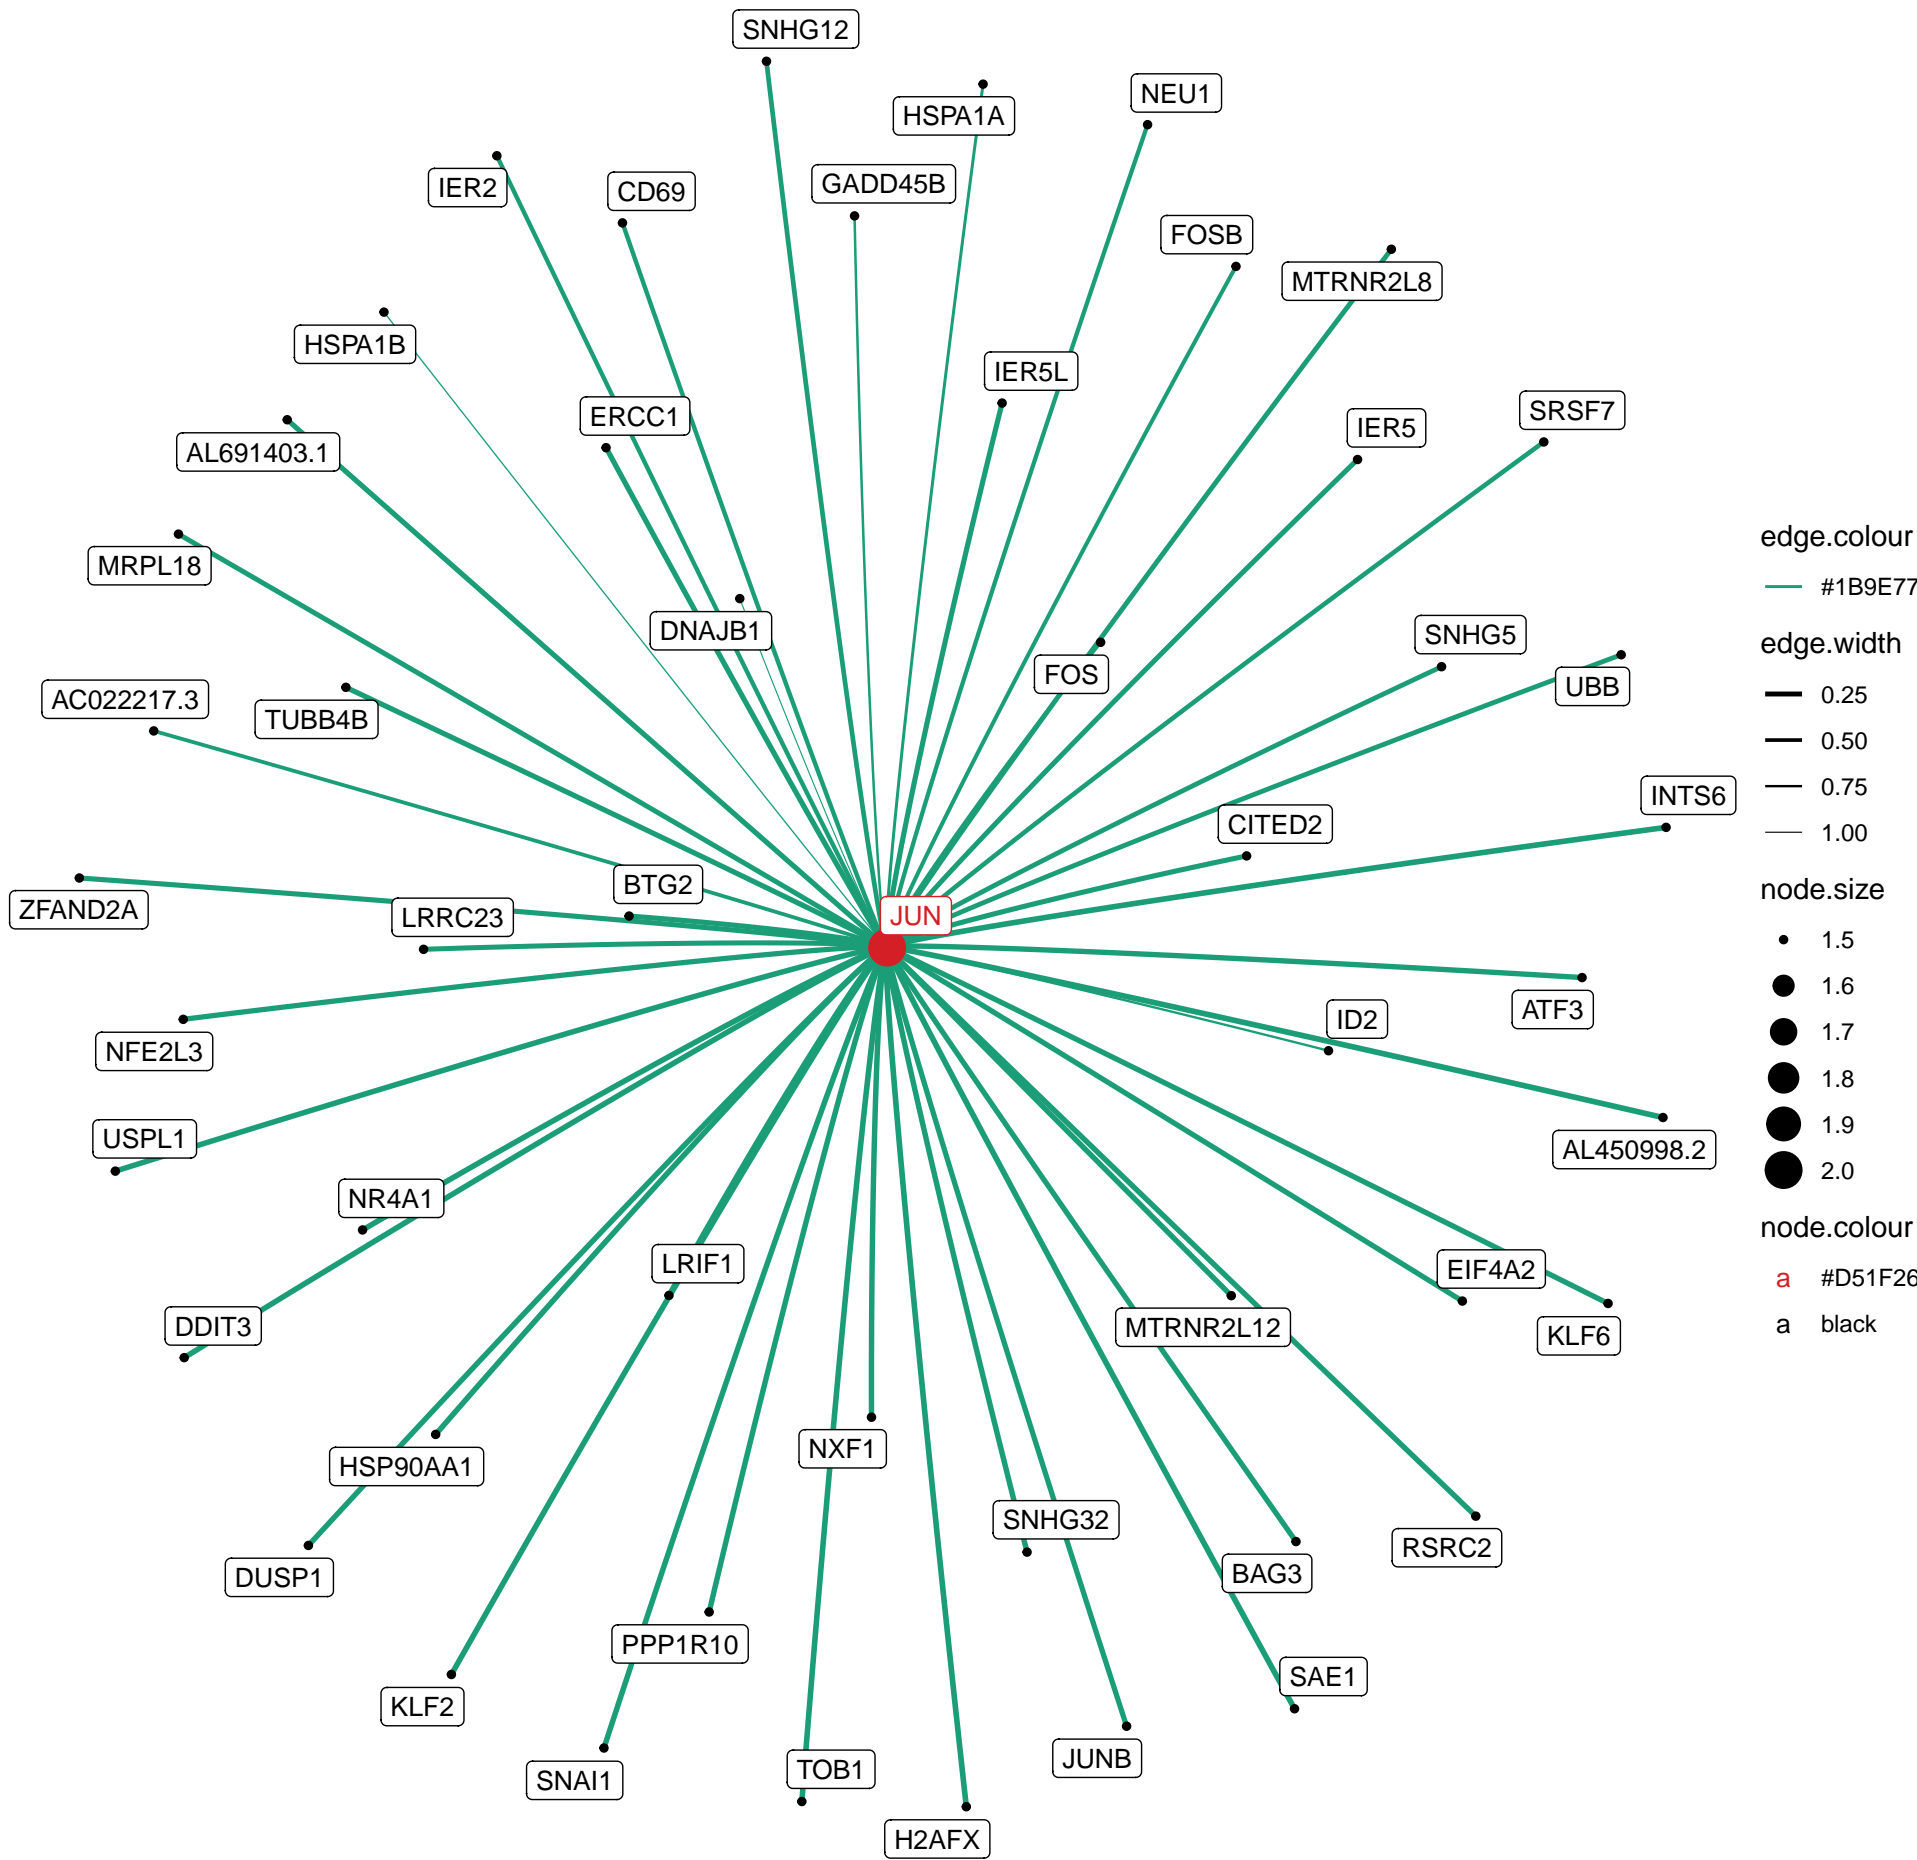 SNHG12
HSPA1A
NEU1
IER2
CD69
GADD45B
FOSB
MTRNR2L8
HSPA1B
IER5L
ERCC1
SRSF7
IER5
AL691403.1
MRPL18
DNAJB1
SNHG5
FOS
UBB
AC022217.3
TUBB4B
INTS6
CITED2
BTG2
ZFAND2A
LRRC23
JUN
ATF3
ID2
NFE2L3
USPL1
AL450998.2
NR4A1
LRIF1
EIF4A2
DDIT3
MTRNR2L12
KLF6
NXF1
HSP90AA1
SNHG32
RSRC2
BAG3
DUSP1
PPP1R10
SAE1
KLF2
JUNB
TOB1
SNAI1
H2AFX
edge.colour
#1B9E77
edge.width
0.25
0.50
0.75
1.00
node.size
1.5
1.6
1.7
1.8
1.9
2.0
node.colour
a #D51F26
a black